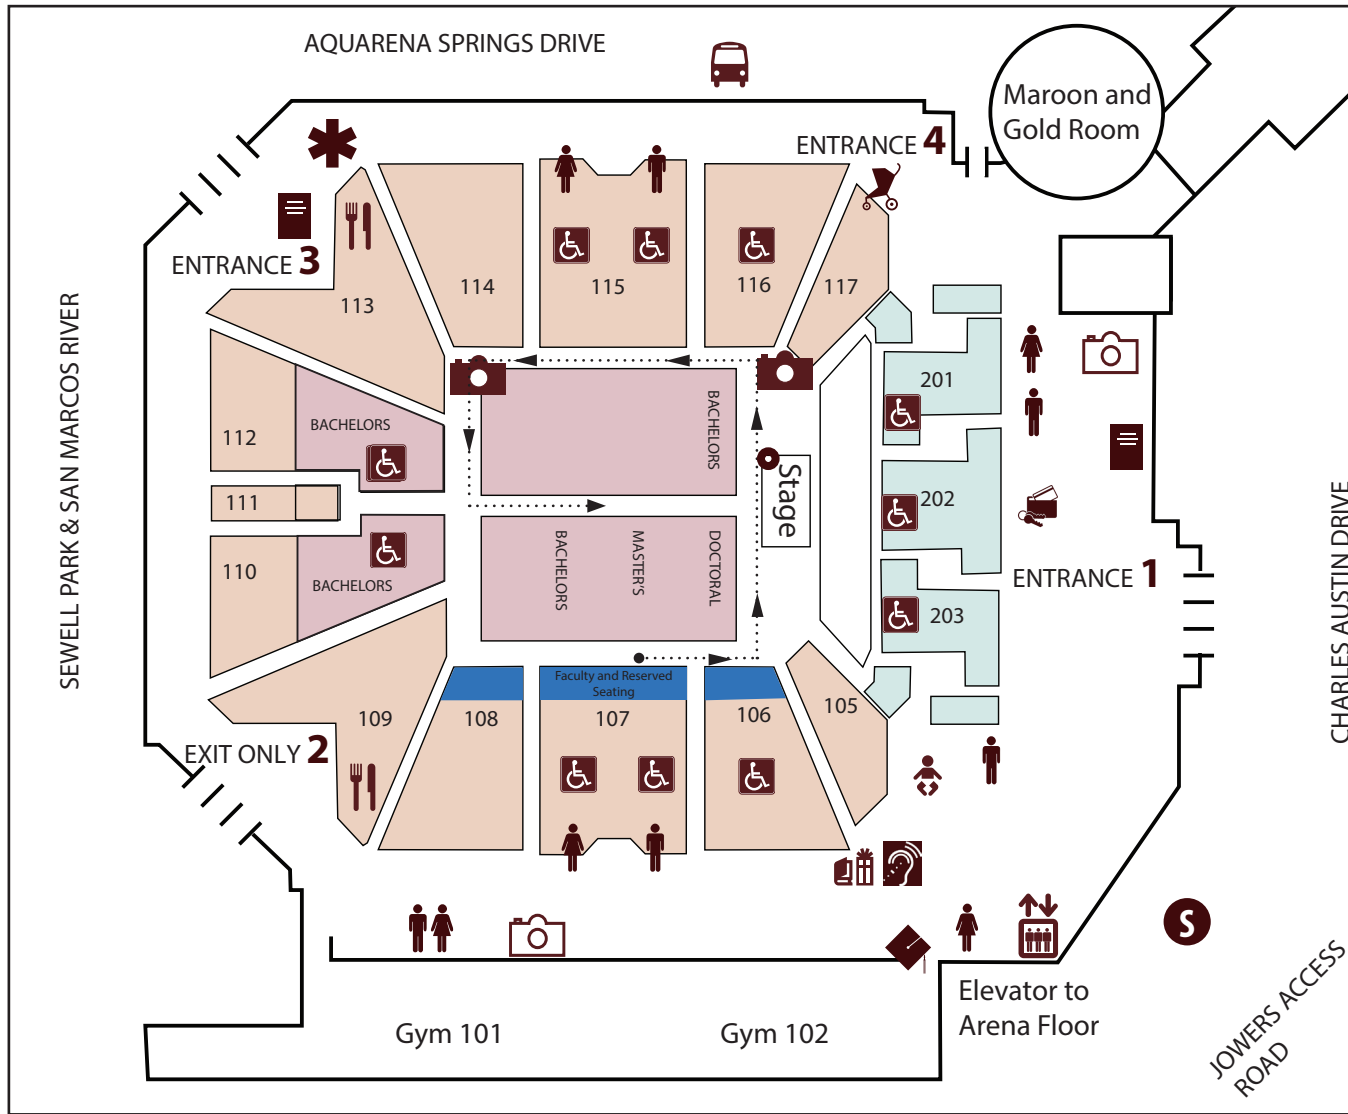 AQUARENA SPRINGS DRIVE
Maroon and
Gold Room
ENTRANCE 4
ENTRANCE 3
113
114
115
116
117
201
112
BACHELORS
BACHELORS
SEWELL PARK & SAN MARCOS RIVER
111
Stage
202
CHARLES AUSTIN DRIVE
110
BACHELORS
BACHELORS
MASTER'S
DOCTORAL
ENTRANCE 1
203
Faculty and Reserved
Seating
109
108
107
106
105
EXIT ONLY 2
S
Elevator to
Arena Floor
Gym 101
Gym 102
JOWERS ACCESS
ROAD